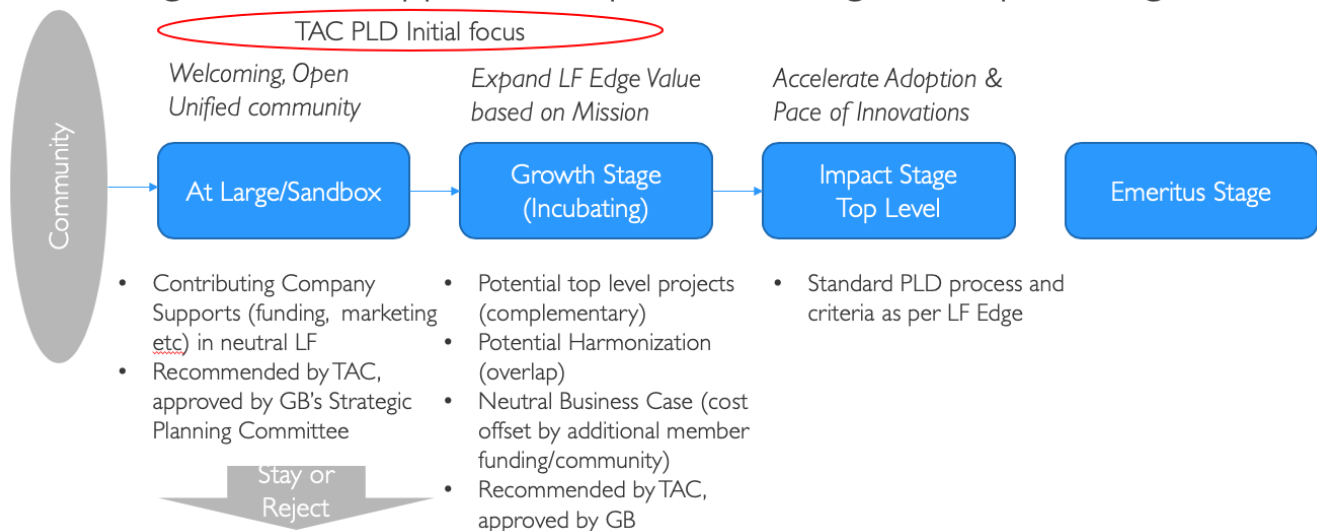 TAC PLD Initial focus
Welcoming, Open
Unified community
Expand LF Edge Value
based on Mission
Accelerate Adoption &
Pace of Innovations
Community
At Large/Sandbox
Growth Stage
(Incubating)
Impact Stage
Top Level
Emeritus Stage
• Contributing Company
Supports (funding, marketing
etc) in neutral LF
• Recommended by TAC,
approved by GB's Strategic
Planning Committee
Stay or
Reject
• Potential top level projects
(complementary)
• Potential Harmonization
(overlap)
• Neutral Business Case (cost
offset by additional member
funding/community)
• Recommended by TAC,
approved by GB
• Standard PLD process and
criteria as per LF Edge